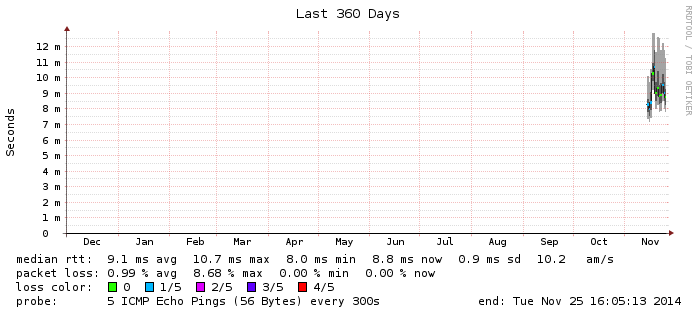 Last 360 Days
RRDTOOL / TOBI OETIKER
Seconds
12 m
11 m
10 m
9 m
8 m
7 m
6 m
5 m
4 m
3 m
2 m
1 m
0
Dec Jan Feb Mar Apr May Jun Jul Aug Sep Oct Nov
median rtt: 9.1 ms avg 10.7 ms max 8.0 ms min 8.8 ms now 0.9 ms sd 10.2 am/s
packet loss: 0.99 % avg 8.68 % max 0.00 % min 0.00 % now
loss color: 0 1/5 2/5 3/5 4/5
probe: 5 ICMP Echo Pings (56 Bytes) every 300s end: Tue Nov 25 16:05:13 2014